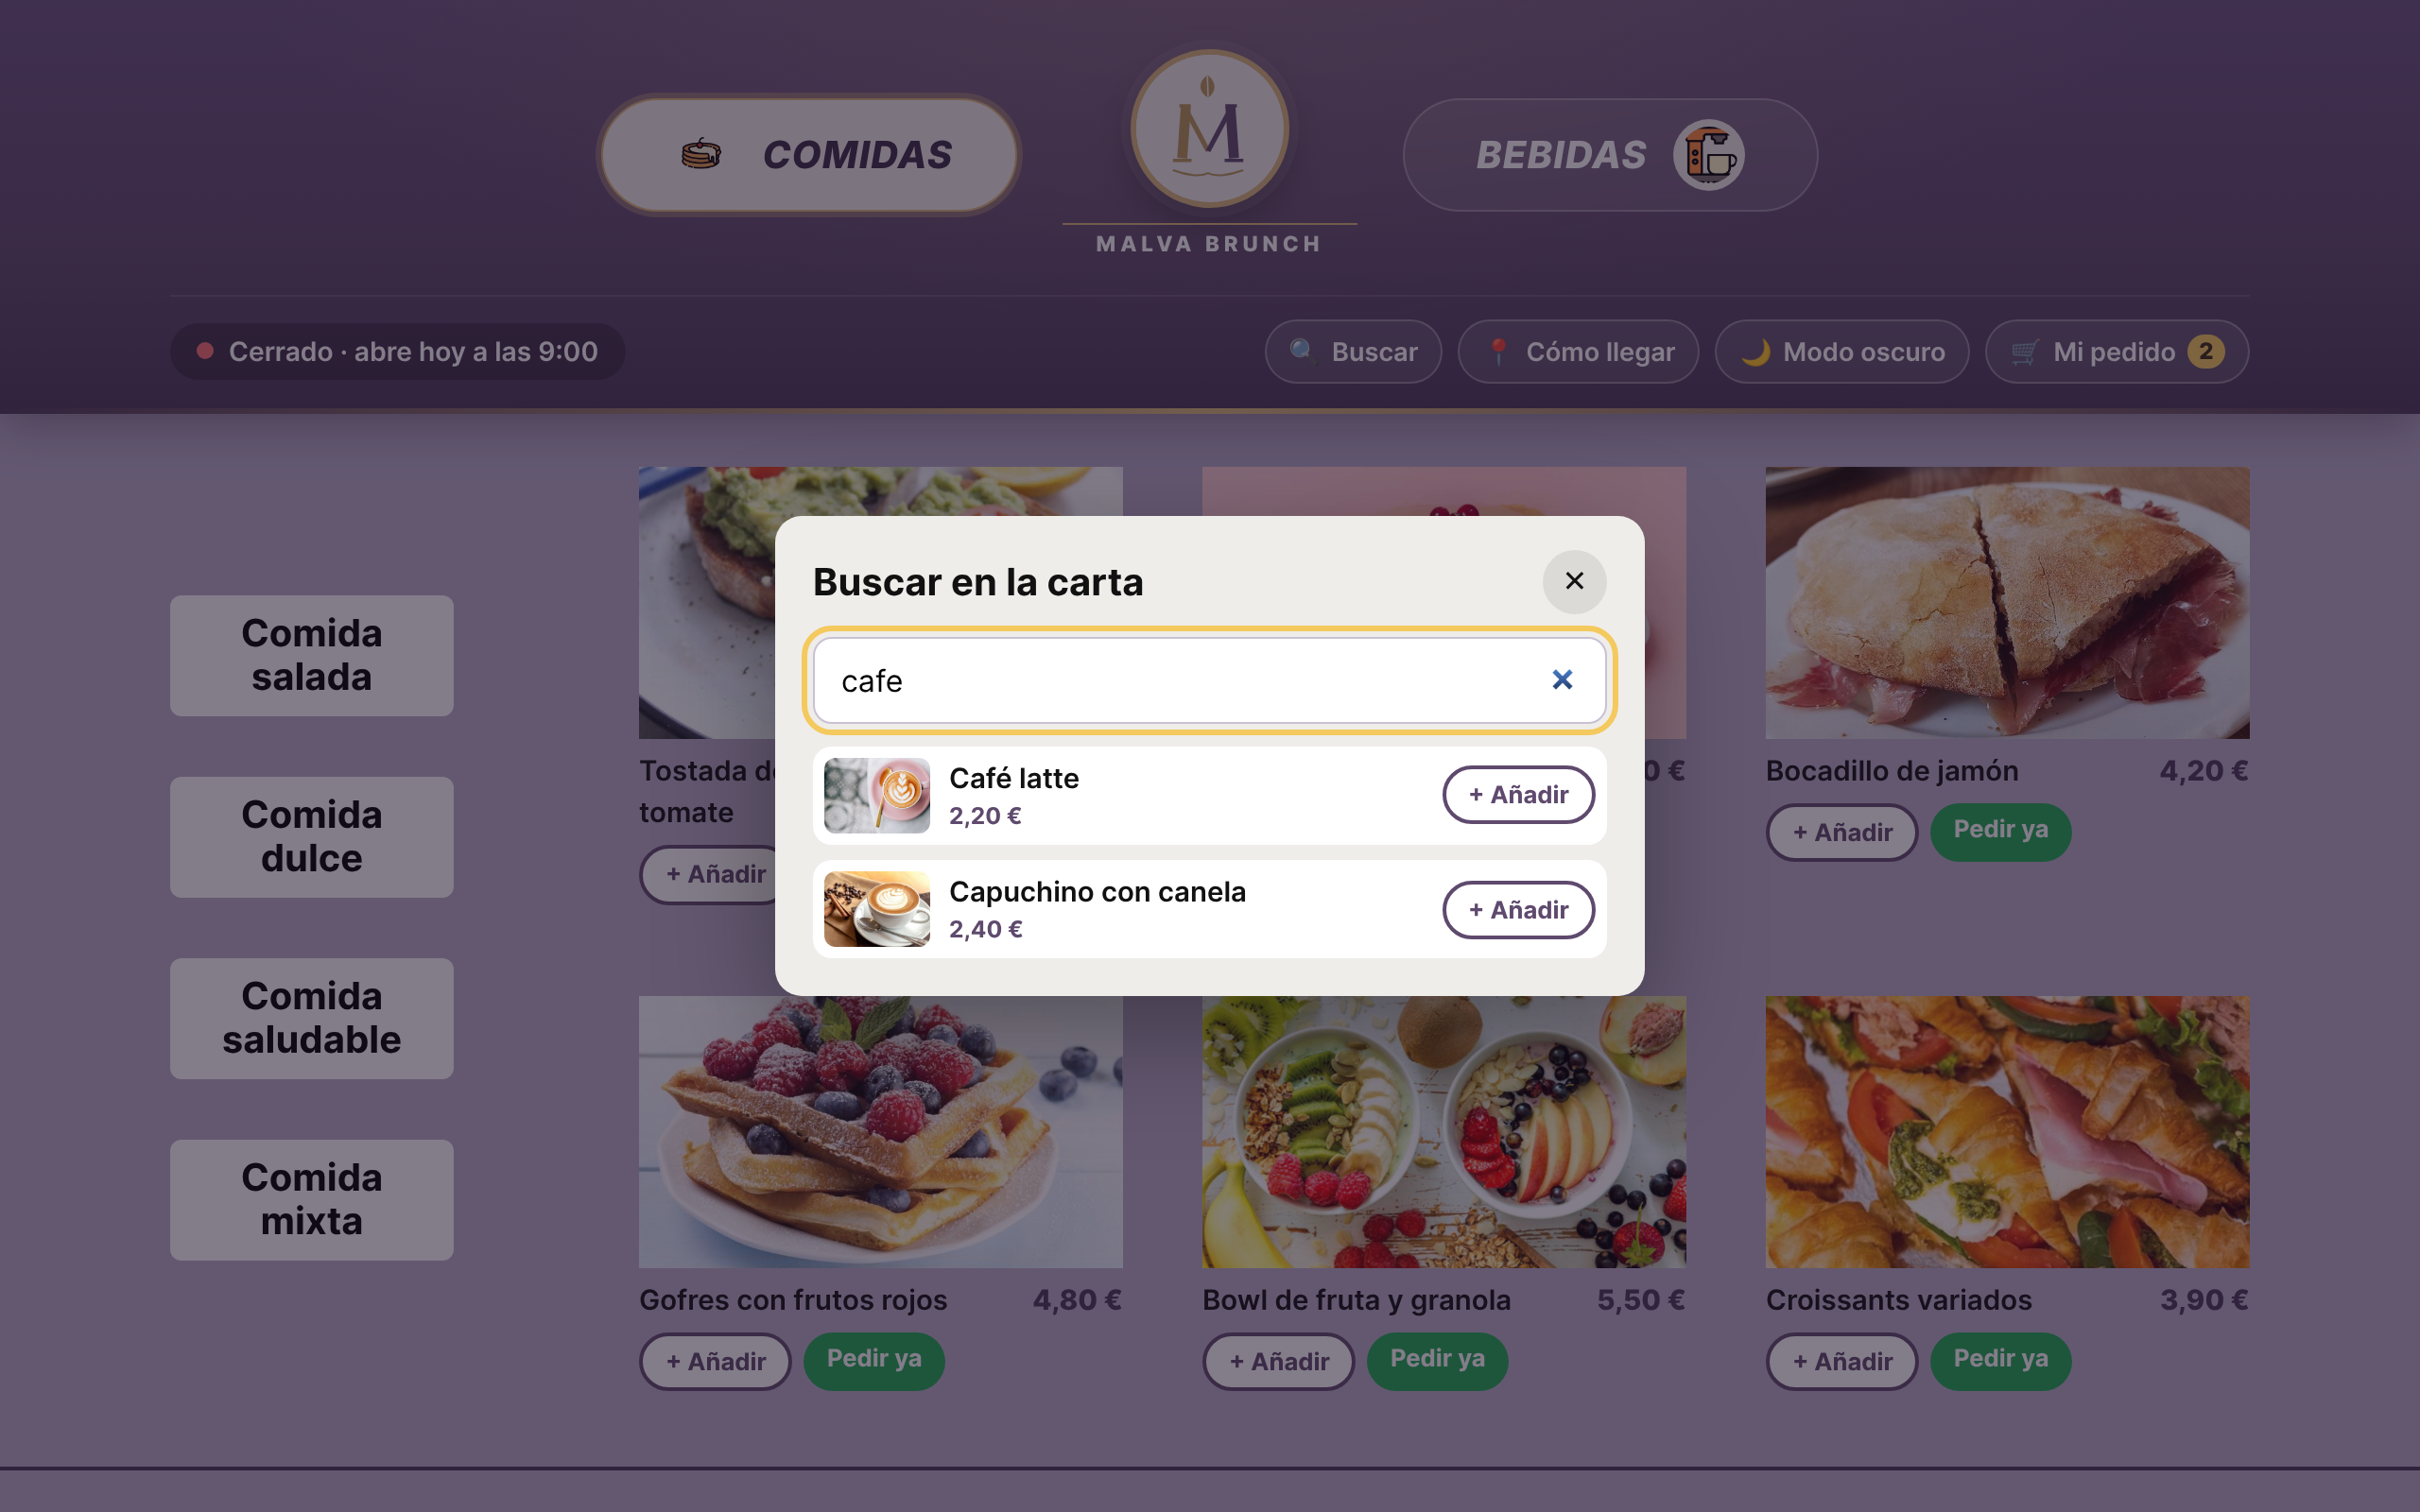 COMIDAS
M
BEBIDAS
MALVA BRUNCH
Cerrado · abre hoy a las 9:00
Buscar
Cómo llegar
Modo oscuro
Mi pedido 2
Comida
salada
Comida
dulce
Comida
saludable
Comida
mixta
Buscar en la carta
cafe
Café latte
2,20 €
+ Añadir
Capuchino con canela
2,40 €
+ Añadir
Tostada
tomate
+ Añadir
€
Bocadillo de jamón 4,20 €
+ Añadir Pedir ya
Gofres con frutos rojos 4,80 €
+ Añadir Pedir ya
Bowl de fruta y granola 5,50 €
+ Añadir Pedir ya
Croissants variados 3,90 €
+ Añadir Pedir ya